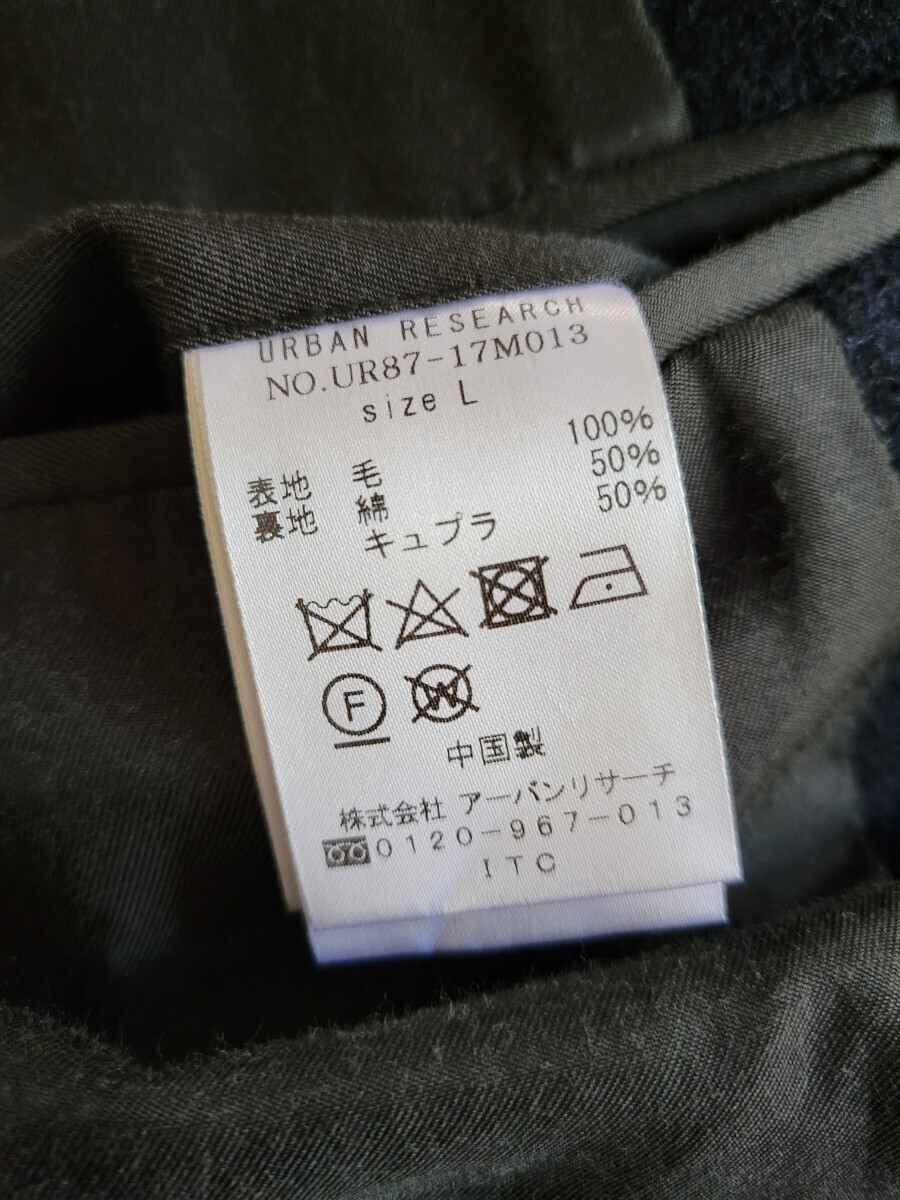 URBAN RESEARCH
NO.UR87-17M013
size L
表地 毛 100%
裏地 綿 50%
キュプラ 50%
F W
中国製
株式会社 アーバンリサーチ
0120-967-013
ITC